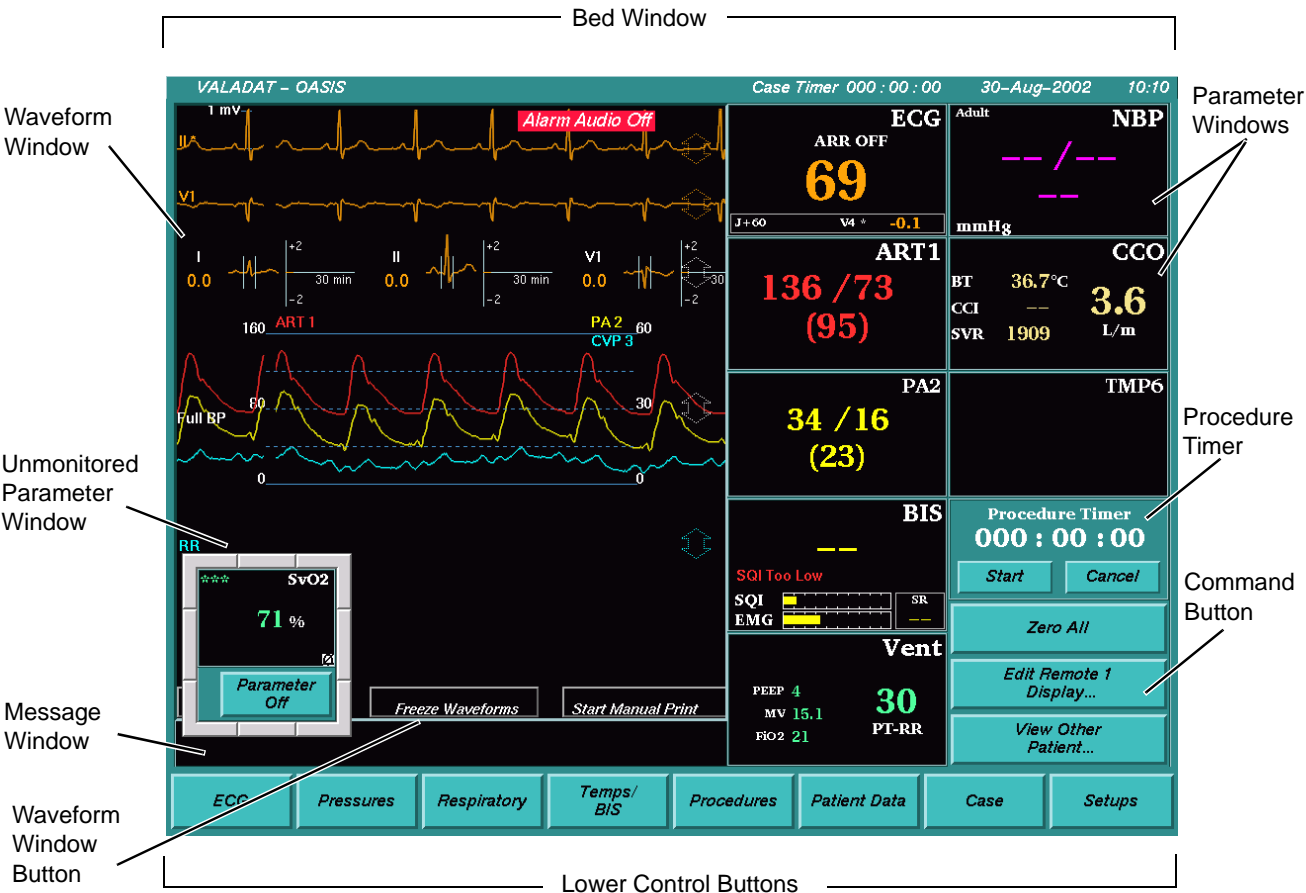 Bed Window
VALADAT – OASIS Case Timer 000 : 00 : 00 30–Aug–2002 10:10
Waveform
Window
Parameter
Windows
1 mV
Alarm Audio Off
II*
V1
I
0.0
+2
30 min
–2
II
0.0
+2
30 min
–2
V1
0.0
+2
30
–2
160
ART 1
PA 2
60
CVP 3
80
30
Full BP
0
0
RR
ECG
ARR OFF
69
J+60 V4 * -0.1
Adult NBP
–– / ––
––
mmHg
ART1
136 /73
(95)
CCO
BT 36.7°C
CCI ––
SVR 1909
3.6
L/m
PA2
34 /16
(23)
TMP6
BIS
––
SQI Too Low
SQI
EMG
SR
––
Procedure Timer
000 : 00 : 00
Start Cancel
Zero All
Edit Remote 1
Display...
View Other
Patient...
Vent
PEEP 4
MV 15.1
FiO2 21
30
PT-RR
Procedure
Timer
Command
Button
Unmonitored
Parameter
Window
*** SvO2
71 %
Parameter
Off
Freeze Waveforms
Start Manual Print
Message
Window
Waveform
Window
Button
ECG
Pressures
Respiratory
Temps/
BIS
Procedures
Patient Data
Case
Setups
Lower Control Buttons